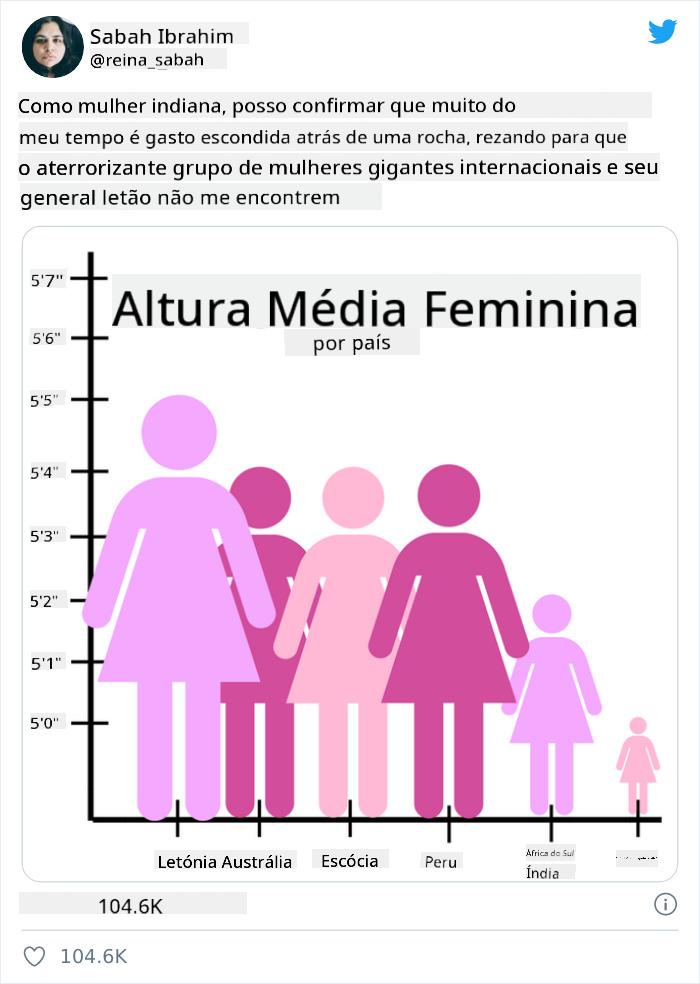 Sabah Ibrahim
@reina_sabah
Como mulher indiana, posso confirmar que muito do
meu tempo é gasto escondida atrás de uma rocha, rezando para que
o aterrorizante grupo de mulheres gigantes internacionais e seu
general letão não me encontrem
Altura Média Feminina
por país
5'7"
5'6"
5'5"
5'4"
5'3"
5'2"
5'1"
5'0"
Letónia Austrália Escócia Peru África do Sul
Índia
104.6K
104.6K